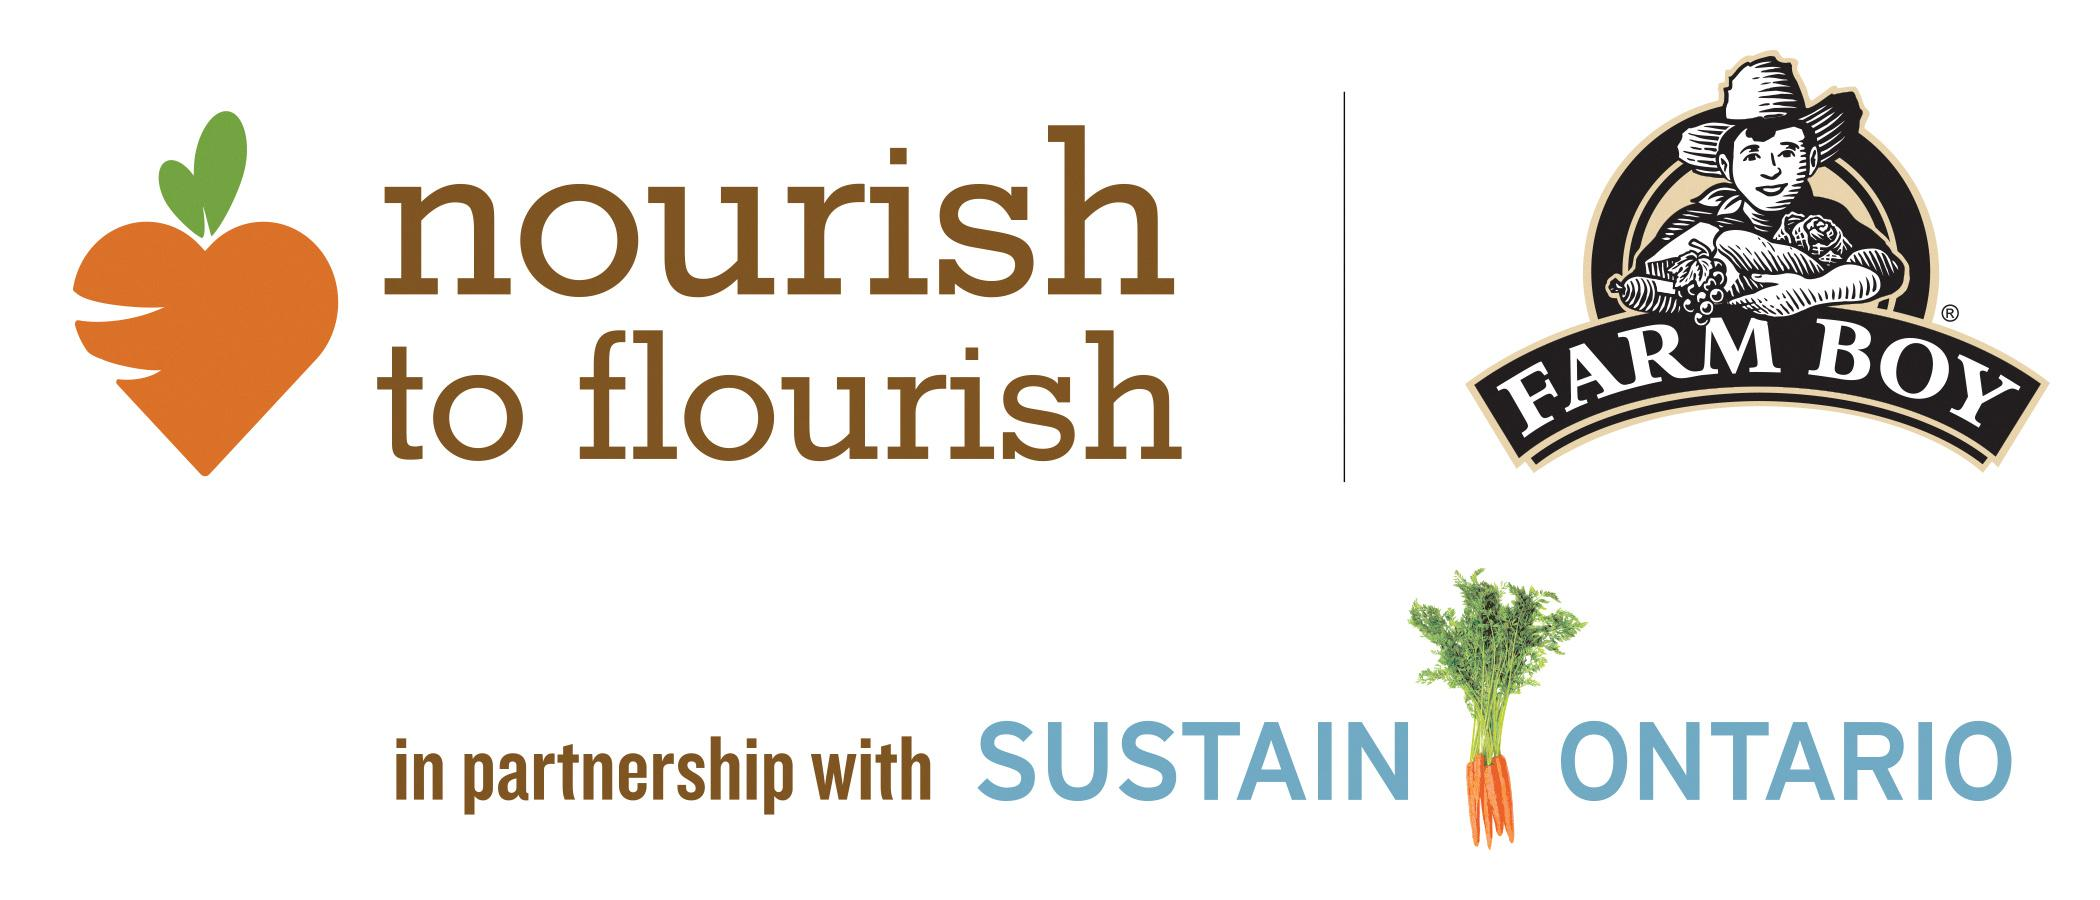 nourish
to flourish
FARM BOY®
in partnership with SUSTAIN ONTARIO